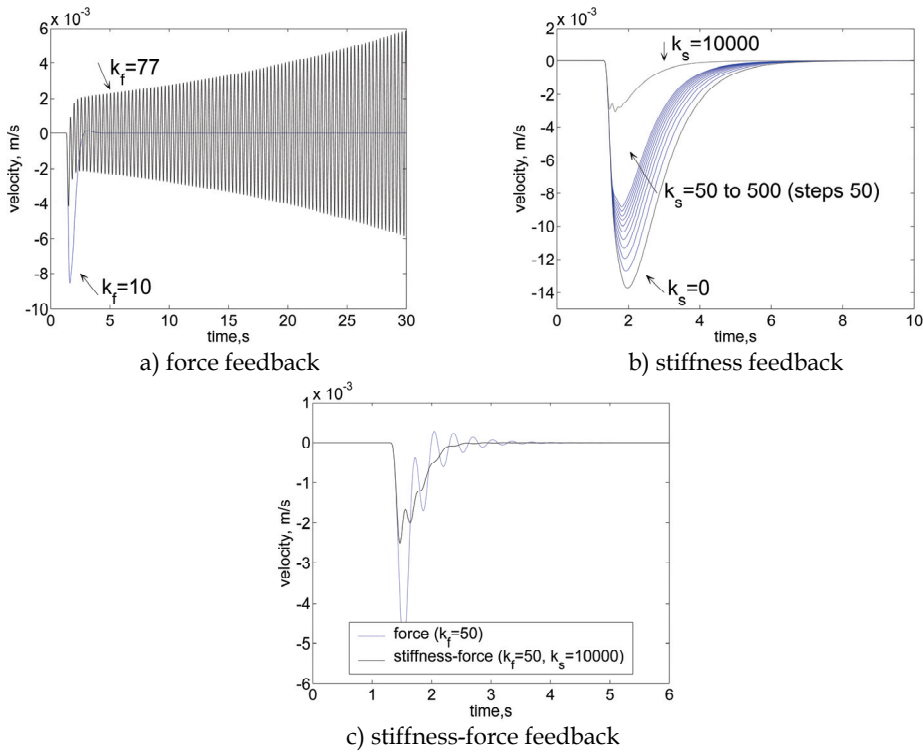 x 10⁻³
6
4
2
0
-2
-4
-6
-8
-10
velocity, m/s
k_f=77
k_f=10
0 5 10 15 20 25 30
time,s
a) force feedback
x 10⁻³
2
0
-2
-4
-6
-8
-10
-12
-14
velocity, m/s
k_s=10000
k_s=50 to 500 (steps 50)
k_s=0
0 2 4 6 8 10
time,s
b) stiffness feedback
x 10⁻³
1
0
-1
-2
-3
-4
-5
-6
velocity, m/s
force (k_f=50)
stiffness-force (k_f=50, k_s=10000)
0 1 2 3 4 5 6
time,s
c) stiffness-force feedback